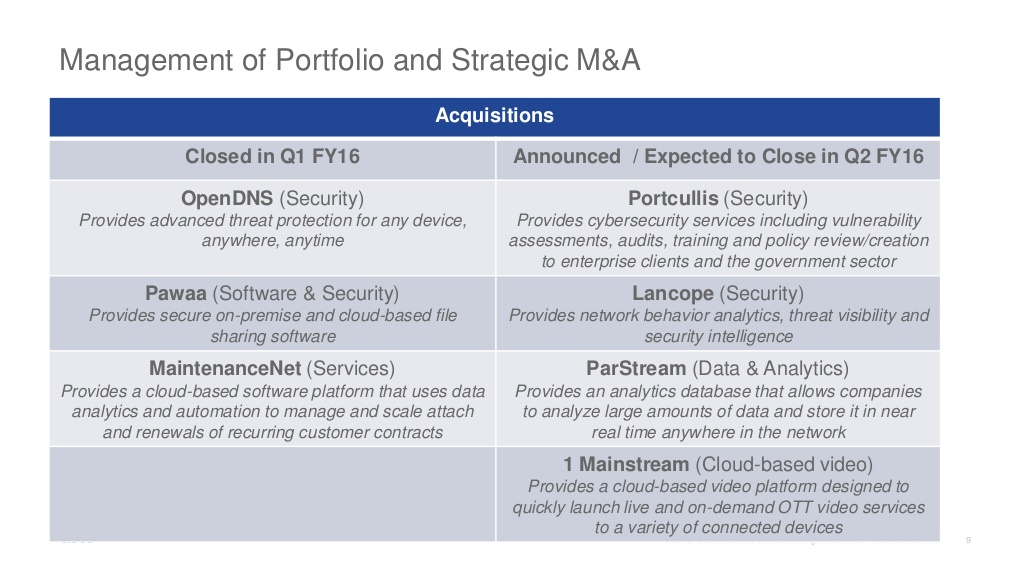 Management of Portfolio and Strategic M&A
Acquisitions
Closed in Q1 FY16
Announced / Expected to Close in Q2 FY16
OpenDNS (Security)
Provides advanced threat protection for any device,
anywhere, anytime
Portcullis (Security)
Provides cybersecurity services including vulnerability
assessments, audits, training and policy review/creation
to enterprise clients and the government sector
Pawaa (Software & Security)
Provides secure on-premise and cloud-based file
sharing software
Lancope (Security)
Provides network behavior analytics, threat visibility and
security intelligence
MaintenanceNet (Services)
Provides a cloud-based software platform that uses data
analytics and automation to manage and scale attach
and renewals of recurring customer contracts
ParStream (Data & Analytics)
Provides an analytics database that allows companies
to analyze large amounts of data and store it in near
real time anywhere in the network
1 Mainstream (Cloud-based video)
Provides a cloud-based video platform designed to
quickly launch live and on-demand OTT video services
to a variety of connected devices
9